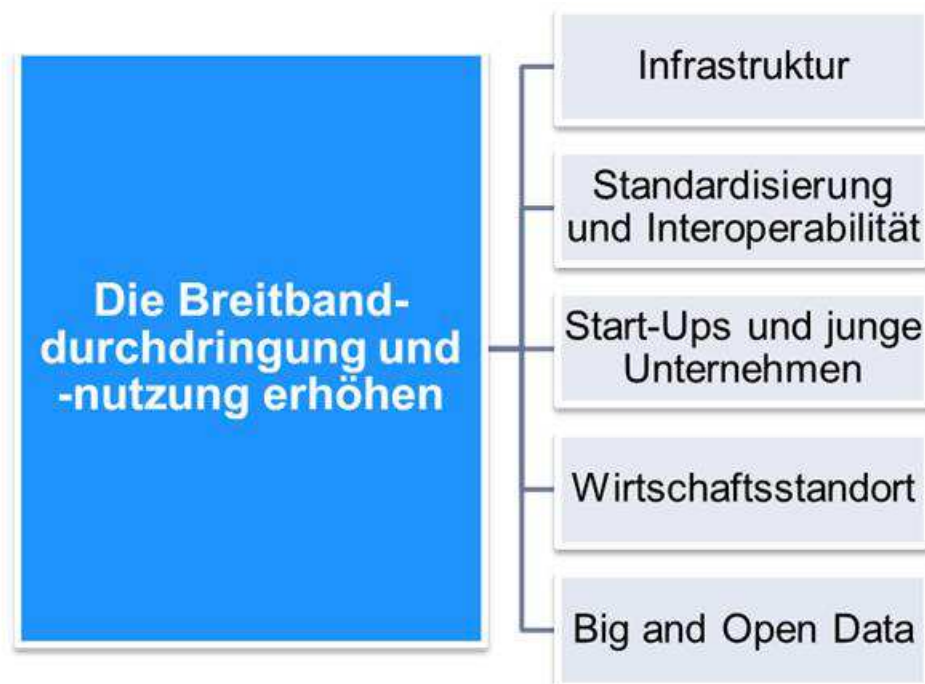 Die Breitband-
durchdringung und
-nutzung erhöhen
Infrastruktur
Standardisierung
und Interoperabilität
Start-Ups und junge
Unternehmen
Wirtschaftsstandort
Big and Open Data